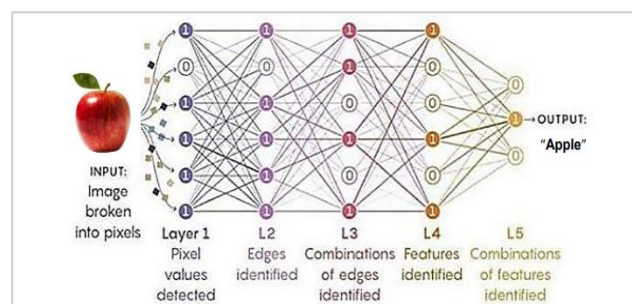 1 1 1 1
0 0 1 0
0
1 1 0 0
1 OUTPUT:
1 1 1 1
“Apple”
0
1 1 0 0
1 1 1 1
INPUT:
Image
broken
into pixels
Layer 1
Pixel
values
detected
L2
Edges
identified
L3
Combinations
of edges
identified
L4
Features
identified
L5
Combinations
of features
identified